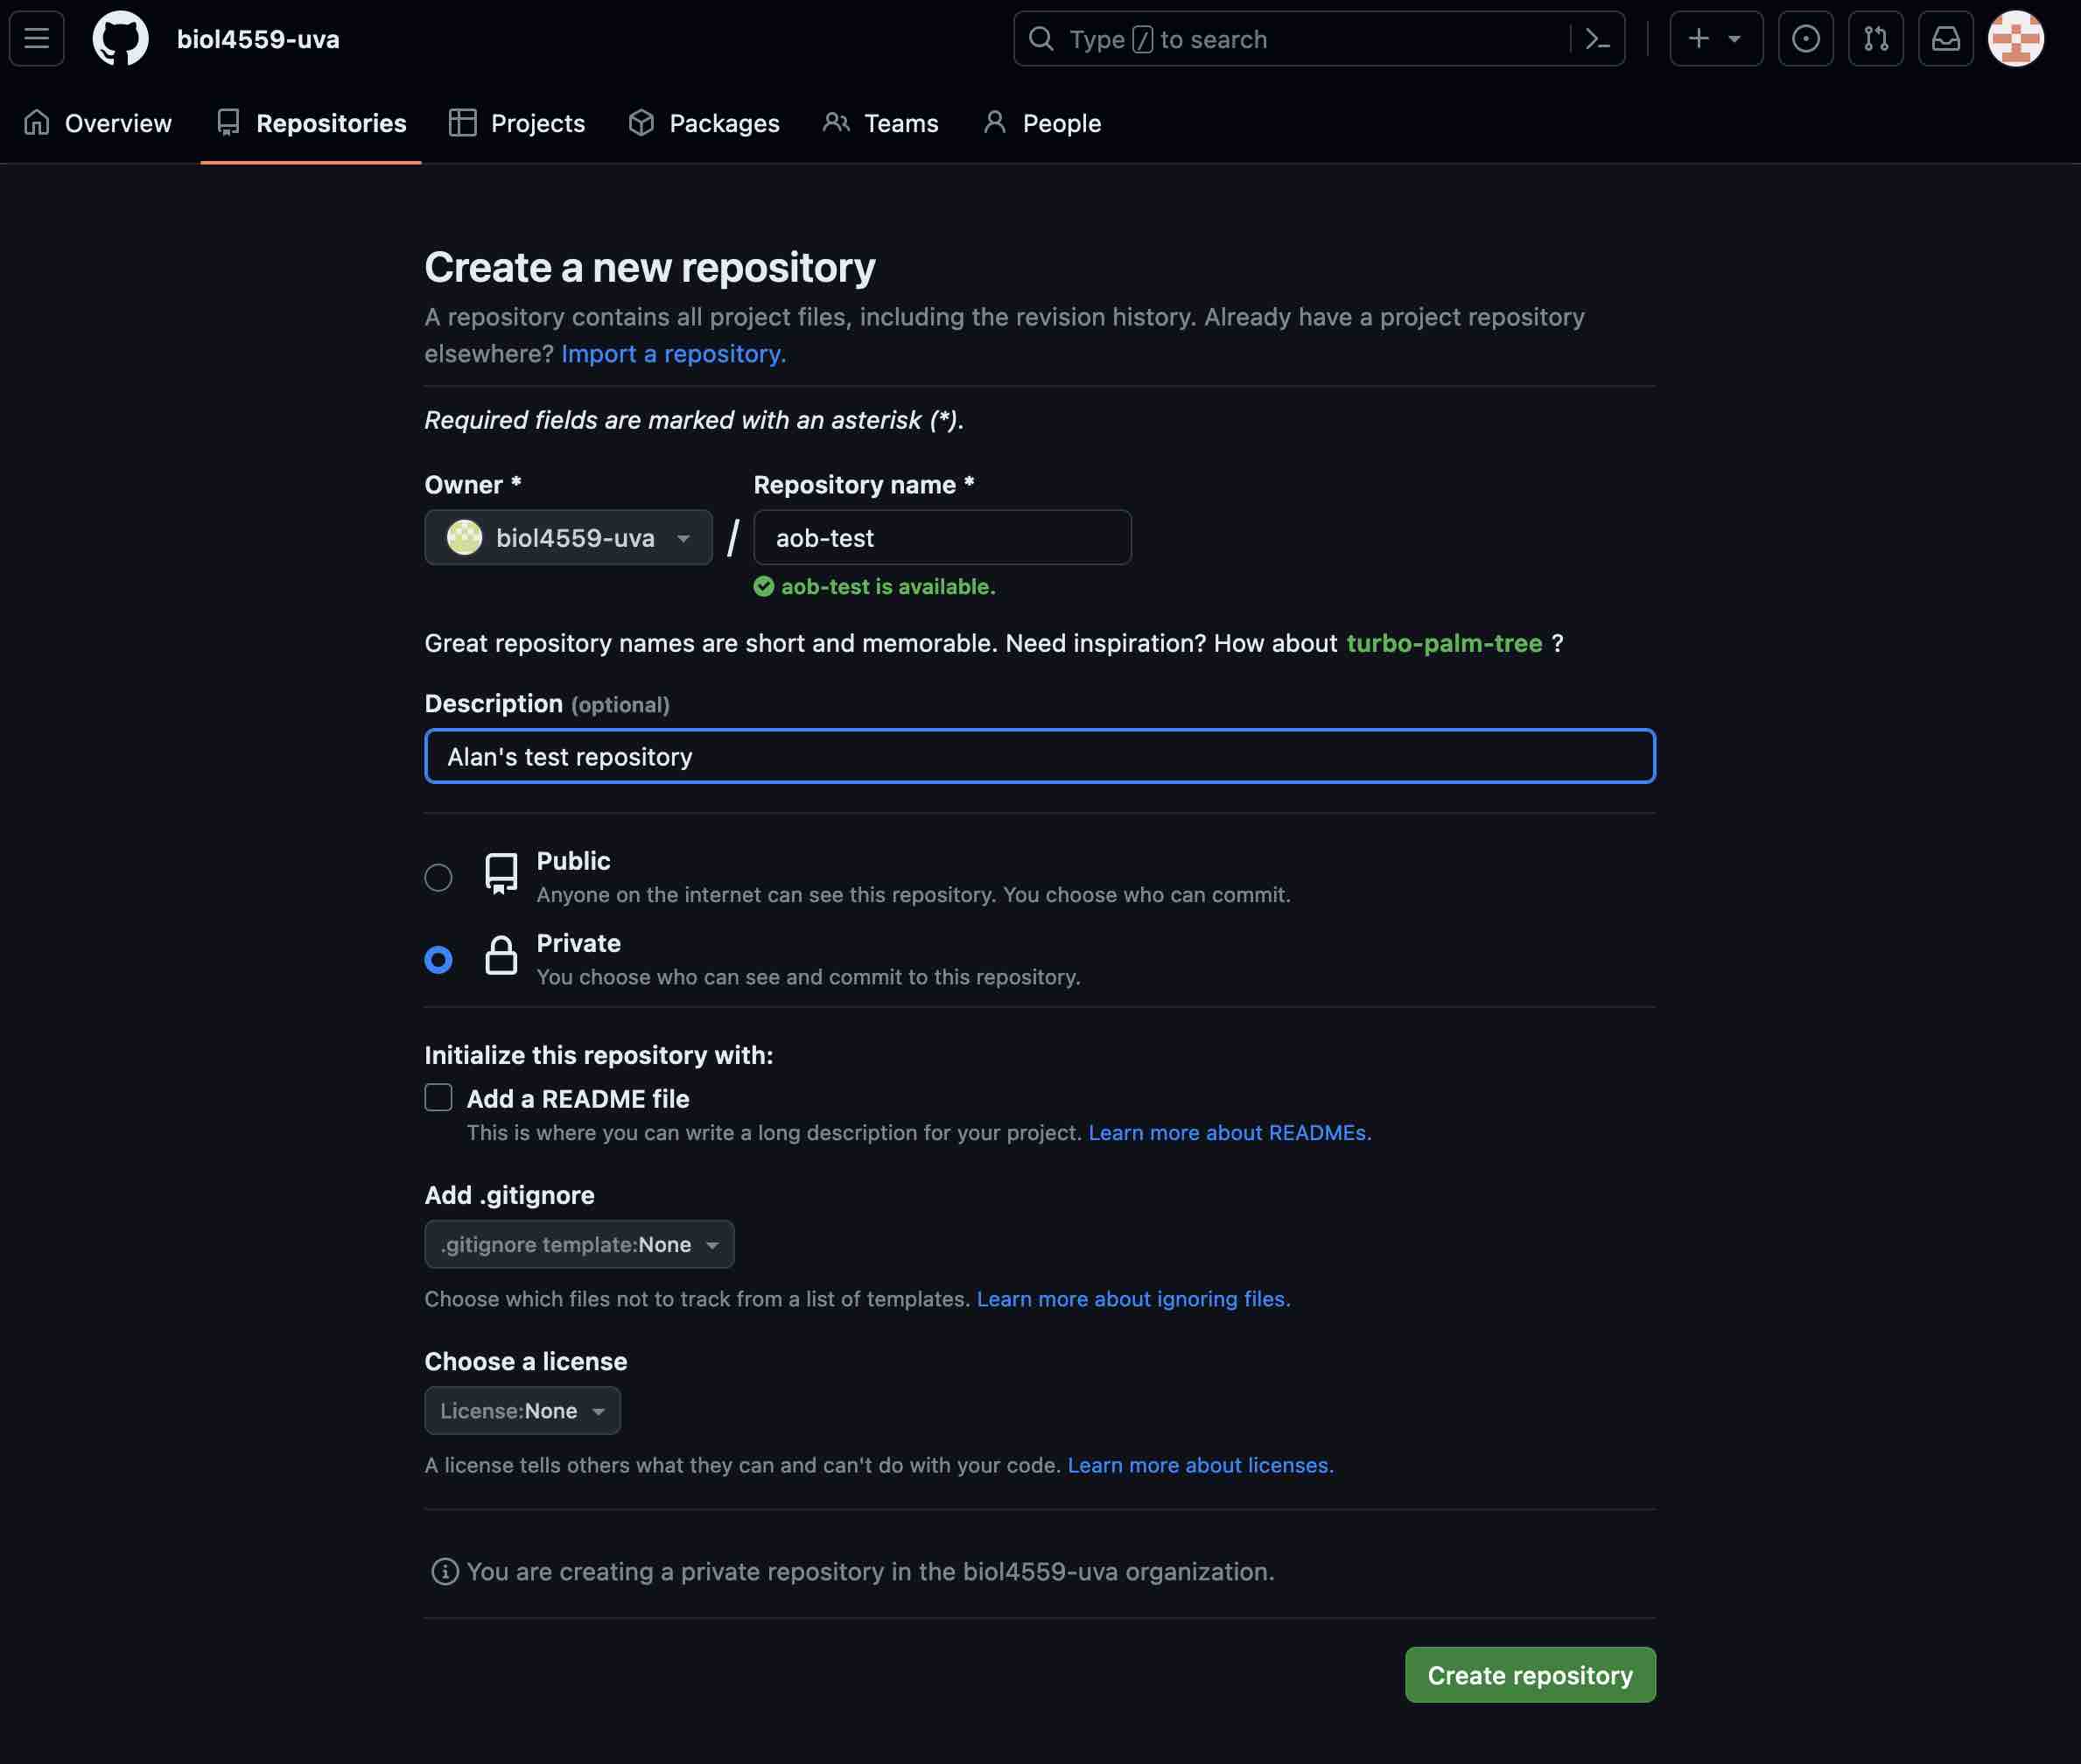 biol4559-uva
Type / to search
Overview
Repositories
Projects
Packages
Teams
People
Create a new repository
A repository contains all project files, including the revision history. Already have a project repository
elsewhere? Import a repository.
Required fields are marked with an asterisk (*).
Owner *
Repository name *
biol4559-uva
/
aob-test
aob-test is available.
Great repository names are short and memorable. Need inspiration? How about turbo-palm-tree ?
Description (optional)
Alan's test repository
Public
Anyone on the internet can see this repository. You choose who can commit.
Private
You choose who can see and commit to this repository.
Initialize this repository with:
Add a README file
This is where you can write a long description for your project. Learn more about READMEs.
Add .gitignore
.gitignore template:None
Choose which files not to track from a list of templates. Learn more about ignoring files.
Choose a license
License:None
A license tells others what they can and can't do with your code. Learn more about licenses.
You are creating a private repository in the biol4559-uva organization.
Create repository